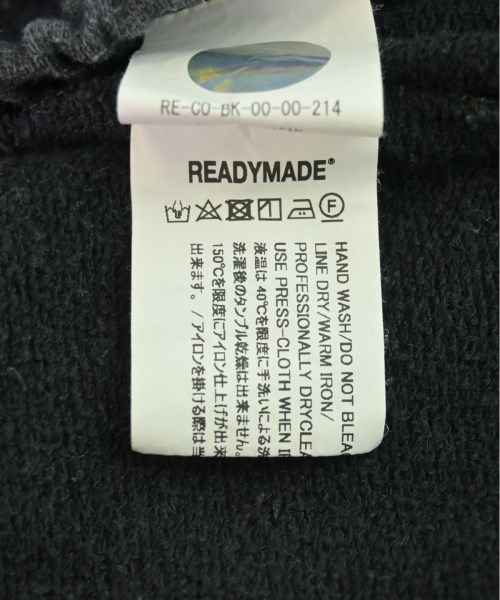 RE-CO-BK-00-00-214
READYMADE®
F
HAND WASH/DO NOT BLEA
LINE DRY/WARM IRON/
PROFESSIONALLY DRYCLEA
USE PRESS-CLOTH WHEN
液温は 40℃を限度に手洗いによる洗
洗濯後のタンブル乾燥は出来ません。
150℃を限度にアイロン仕上げが出来
出来ます。/アイロンを掛ける際は当